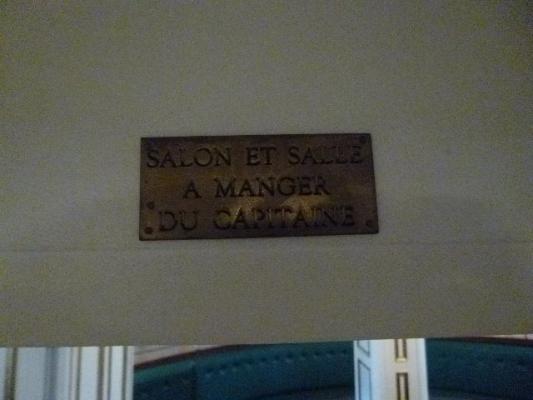 SALON ET SALLE
A MANGER
DU CAPITAINE